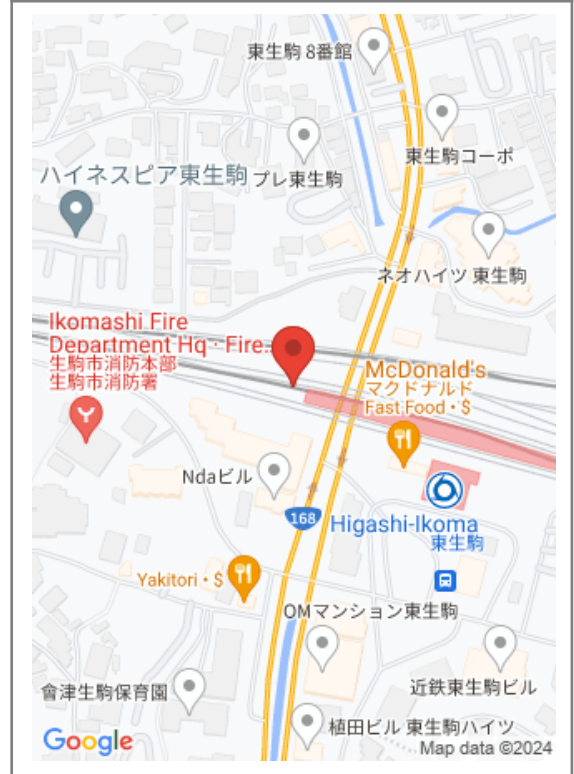 東生駒 8番館
東生駒コーポ
ハイネスピア東生駒
プレ東生駒
ネオハイツ 東生駒
Ikomashi Fire
Department Hq · Fire...
生駒市消防本部
生駒市消防署
McDonald's
マクドナルド
Fast Food • $
Ndaビル
168
Higashi-Ikoma
東生駒
Yakitori • $
OMマンション東生駒
會津生駒保育園
近鉄東生駒ビル
植田ビル 東生駒ハイツ
Google
Map data ©2024